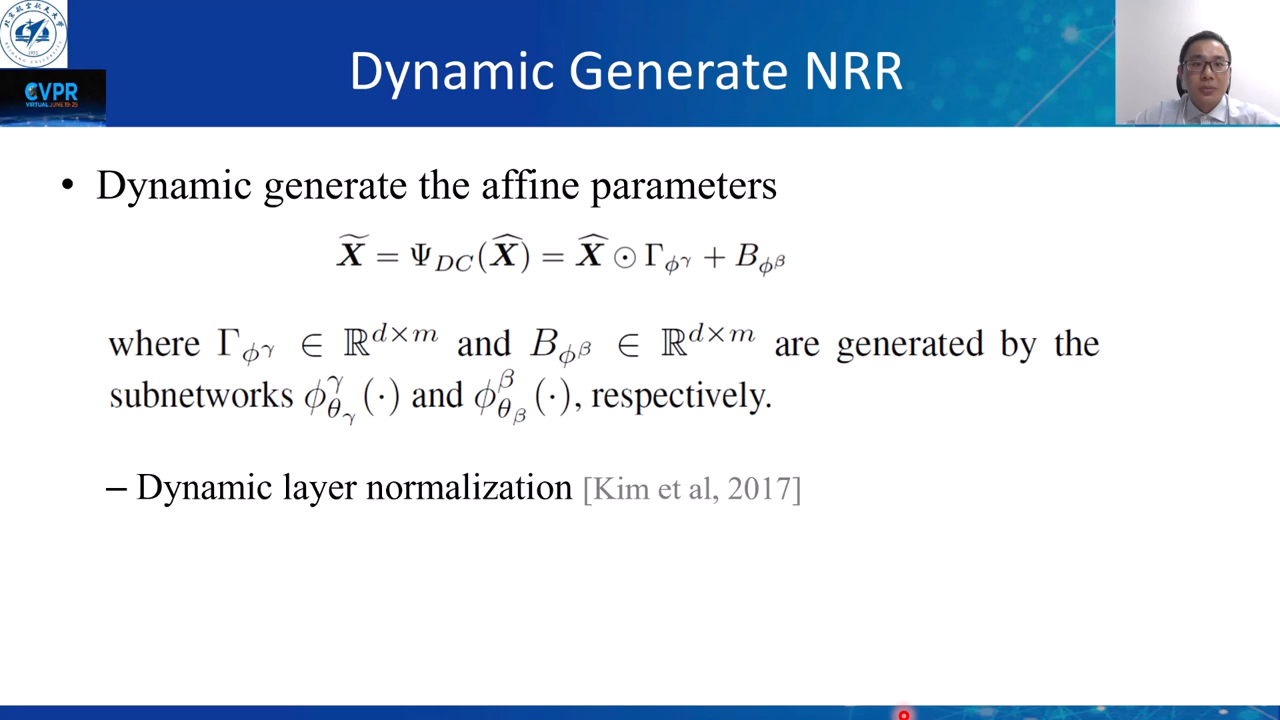 CVPR
VIRTUAL JUNE 19-25
Dynamic Generate NRR
• Dynamic generate the affine parameters
X̃ = Ψ_DC(X̂) = X̂ ⊙ Γ_{ϕ^γ} + B_{ϕ^β}
where Γ_{ϕ^γ} ∈ ℝ^{d×m} and B_{ϕ^β} ∈ ℝ^{d×m} are generated by the
subnetworks ϕ^γ_{θ_γ}(·) and ϕ^β_{θ_β}(·), respectively.
– Dynamic layer normalization [Kim et al, 2017]